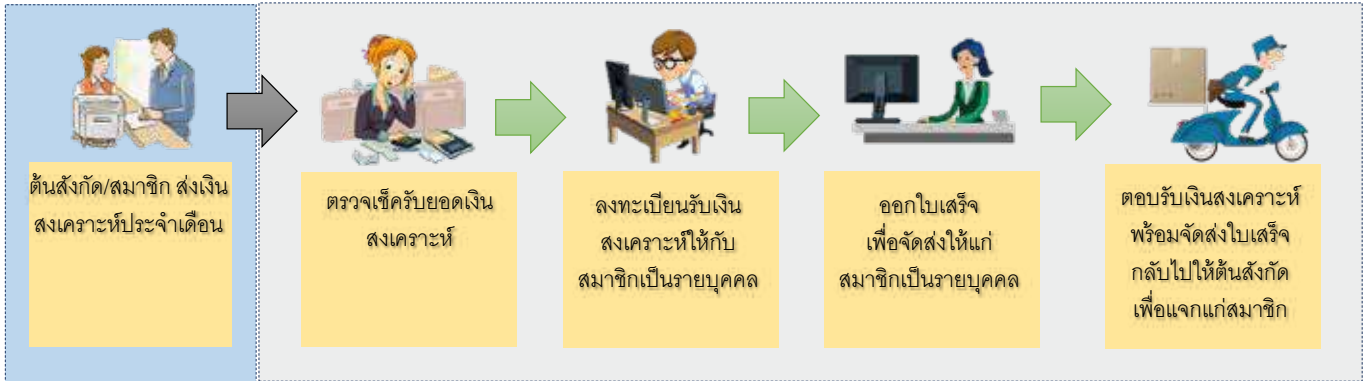 ต้นสังกัด/สมาชิก ส่งเงิน
สงเคราะห์ประจำเดือน
ตรวจเช็ครับยอดเงิน
สงเคราะห์
ลงทะเบียนรับเงิน
สงเคราะห์ให้กับ
สมาชิกเป็นรายบุคคล
ออกใบเสร็จ
เพื่อจัดส่งให้แก่
สมาชิกเป็นรายบุคคล
ตอบรับเงินสงเคราะห์
พร้อมจัดส่งใบเสร็จ
กลับไปให้ต้นสังกัด
เพื่อแจกแก่สมาชิก